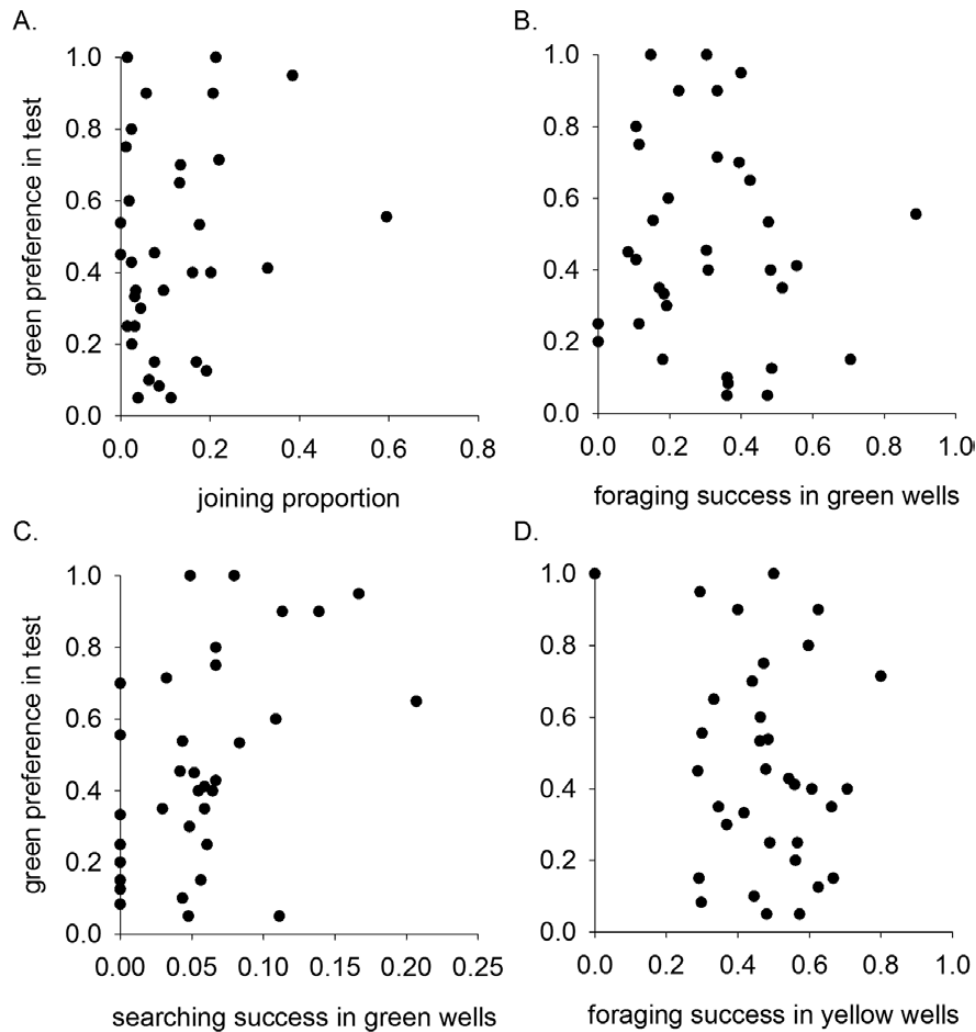 A.
green preference in test
1.0
0.8
0.6
0.4
0.2
0.0
0.0 0.2 0.4 0.6 0.8
joining proportion
B.
1.0
0.8
0.6
0.4
0.2
0.0
0.0 0.2 0.4 0.6 0.8 1.0
foraging success in green wells
C.
green preference in test
1.0
0.8
0.6
0.4
0.2
0.0
0.00 0.05 0.10 0.15 0.20 0.25
searching success in green wells
D.
1.0
0.8
0.6
0.4
0.2
0.0
0.0 0.2 0.4 0.6 0.8 1.0
foraging success in yellow wells